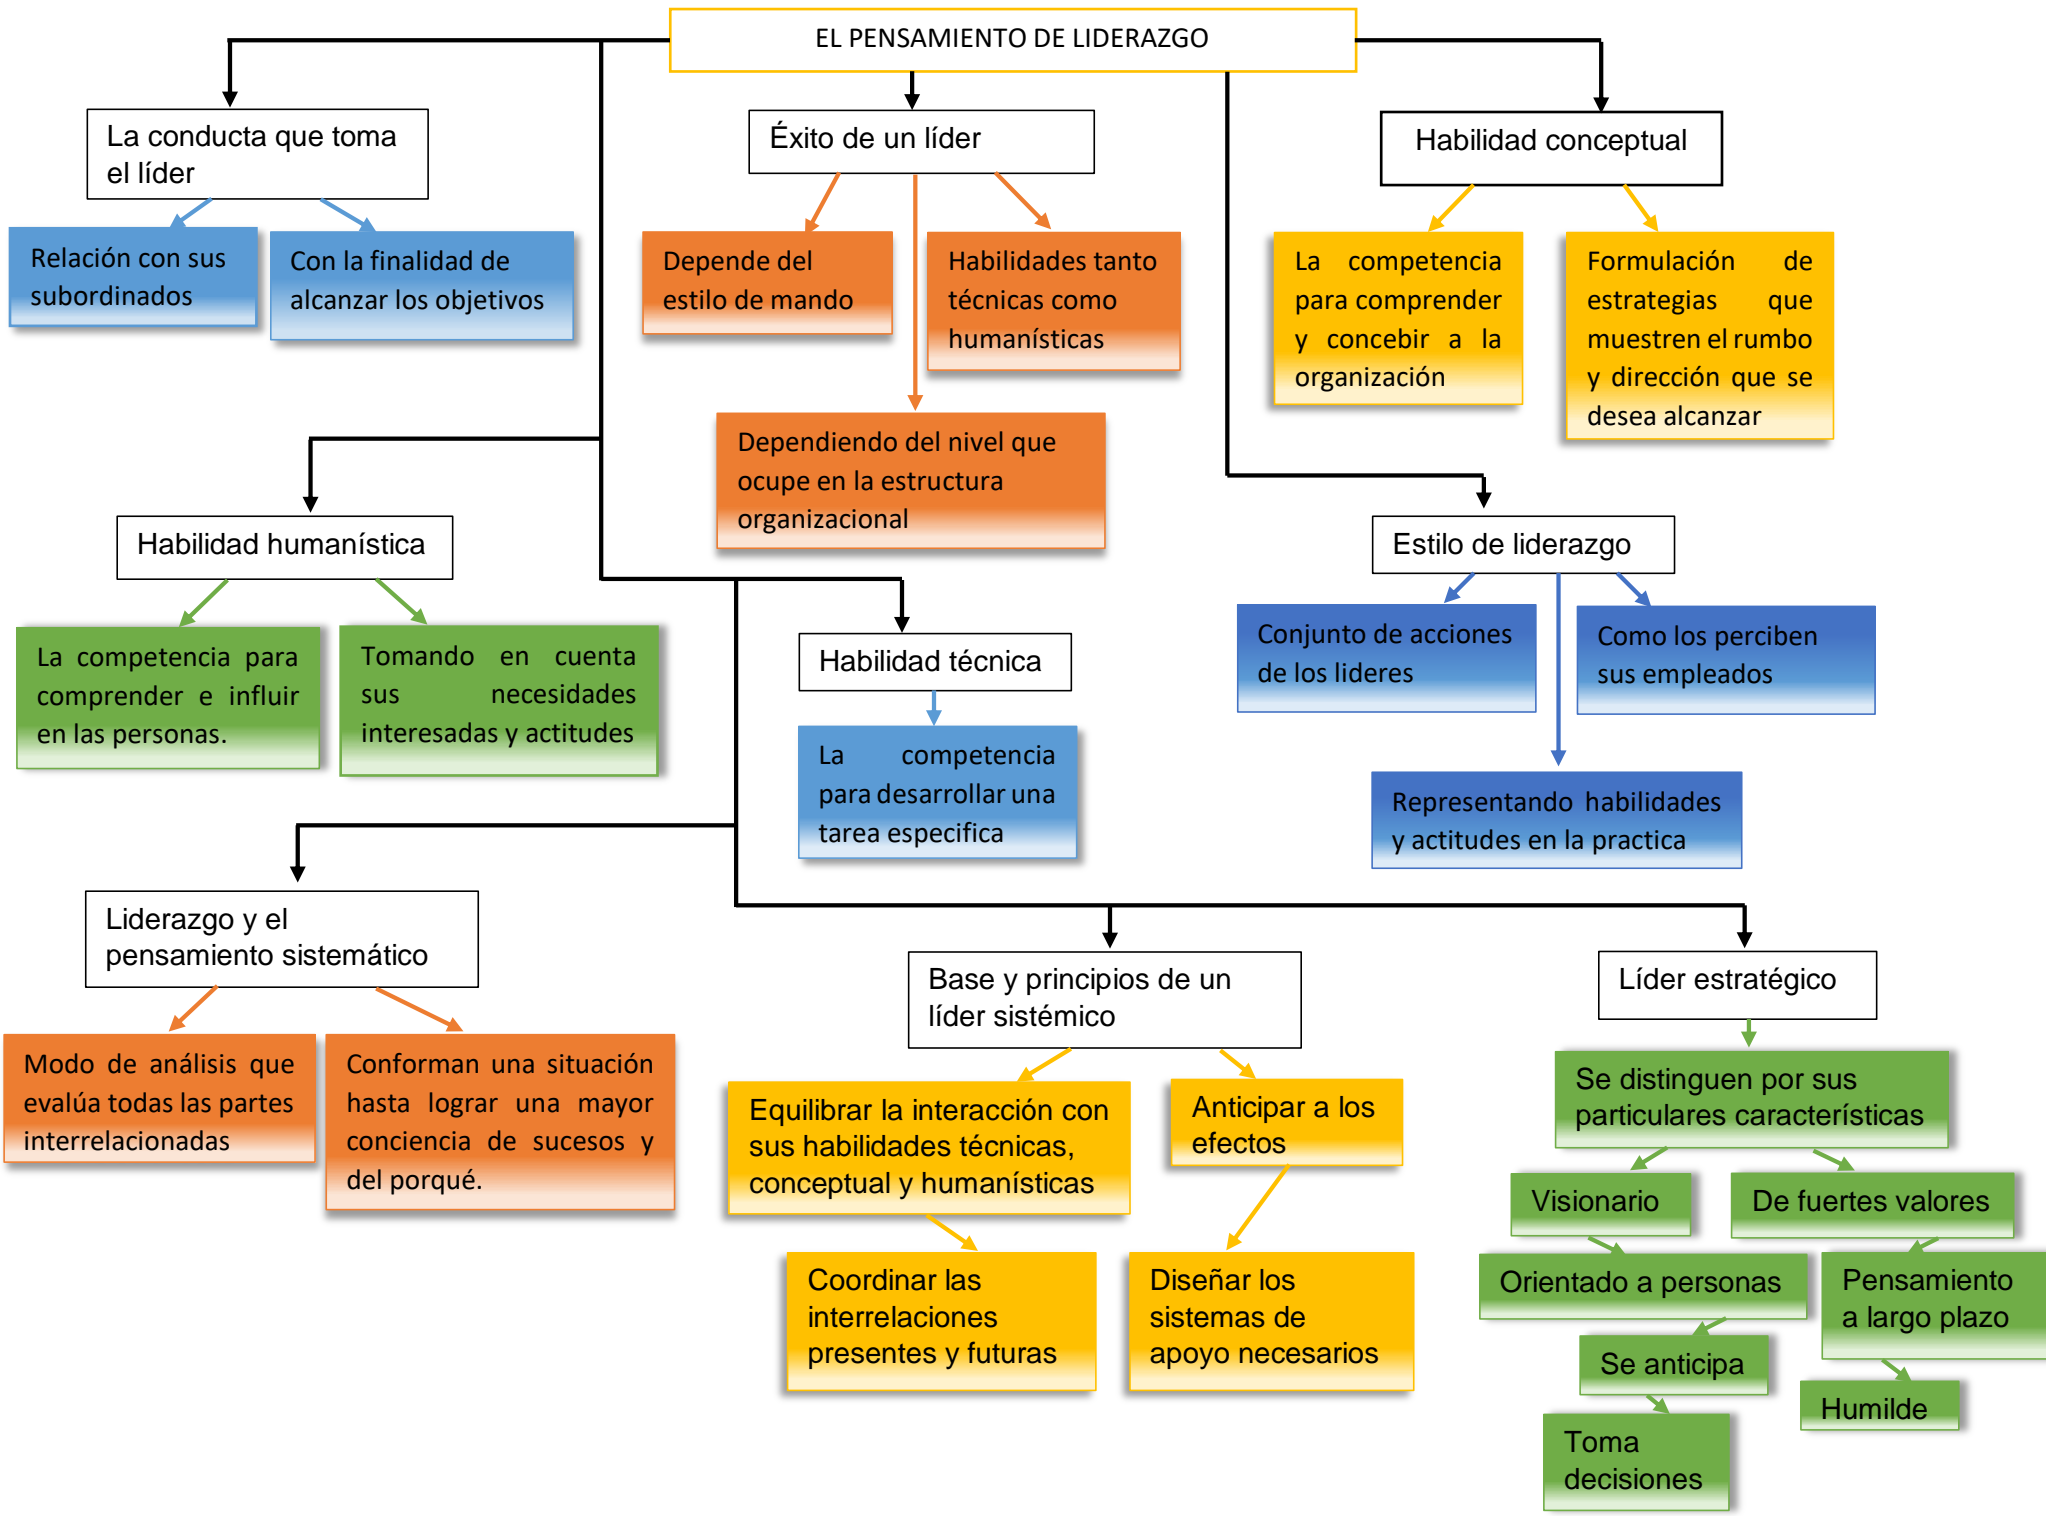 EL PENSAMIENTO DE LIDERAZGO
La conducta que toma
el líder
Relación con sus
subordinados
Con la finalidad de
alcanzar los objetivos
Éxito de un líder
Depende del
estilo de mando
Habilidades tanto
técnicas como
humanísticas
Dependiendo del nivel que
ocupe en la estructura
organizacional
Habilidad conceptual
La competencia
para comprender
y concebir a la
organización
Formulación de
estrategias que
muestren el rumbo
y dirección que se
desea alcanzar
Habilidad humanística
La competencia para
comprender e influir
en las personas.
Tomando en cuenta
sus necesidades
interesadas y actitudes
Habilidad técnica
La competencia
para desarrollar una
tarea especifica
Estilo de liderazgo
Conjunto de acciones
de los lideres
Como los perciben
sus empleados
Representando habilidades
y actitudes en la practica
Liderazgo y el
pensamiento sistemático
Modo de análisis que
evalúa todas las partes
interrelacionadas
Conforman una situación
hasta lograr una mayor
conciencia de sucesos y
del porqué.
Base y principios de un
líder sistémico
Equilibrar la interacción con
sus habilidades técnicas,
conceptual y humanísticas
Anticipar a los
efectos
Coordinar las
interrelaciones
presentes y futuras
Diseñar los
sistemas de
apoyo necesarios
Líder estratégico
Se distinguen por sus
particulares características
Visionario
De fuertes valores
Orientado a personas
Pensamiento
a largo plazo
Se anticipa
Humilde
Toma
decisiones